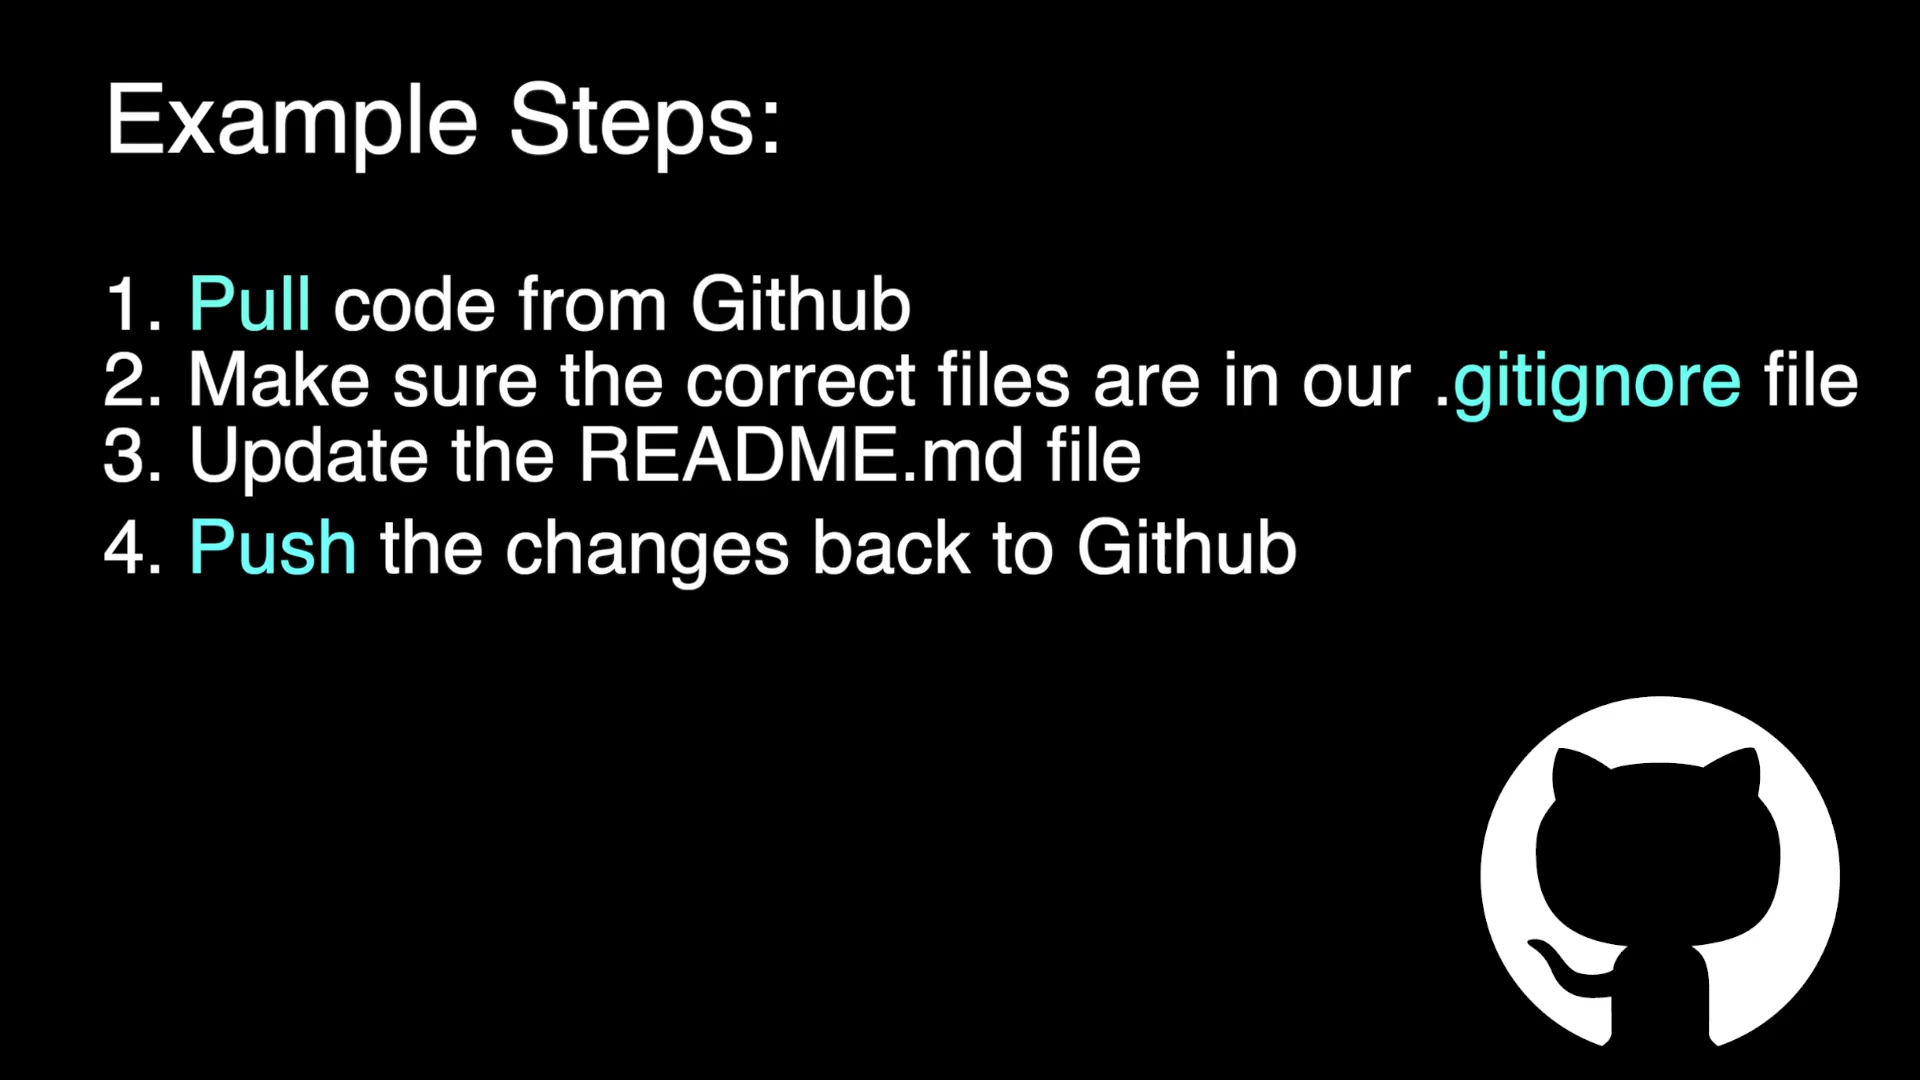 Example Steps:
1. Pull code from Github
2. Make sure the correct files are in our .gitignore file
3. Update the README.md file
4. Push the changes back to Github